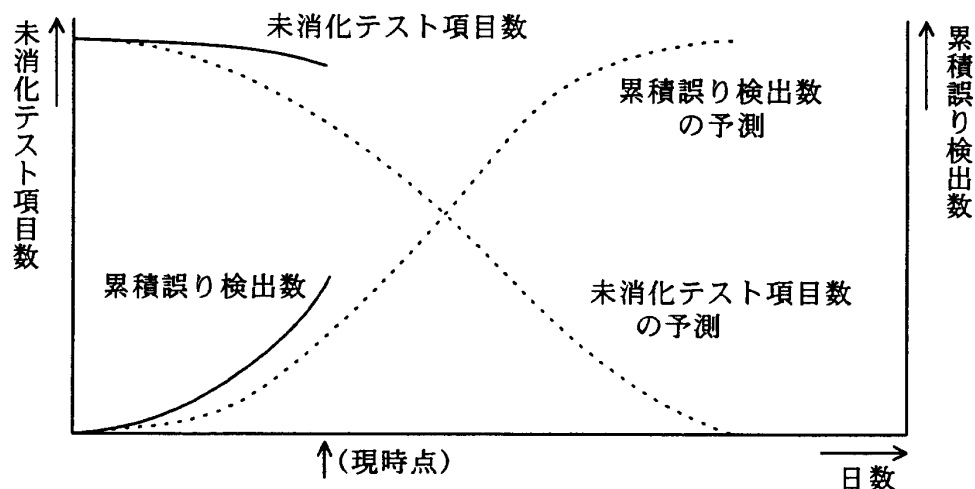 未消化テスト項目数
未消化テスト項目数
累積誤り検出数
の予測
累積誤り検出数
累積誤り検出数
未消化テスト項目数
の予測
(現時点)
日数